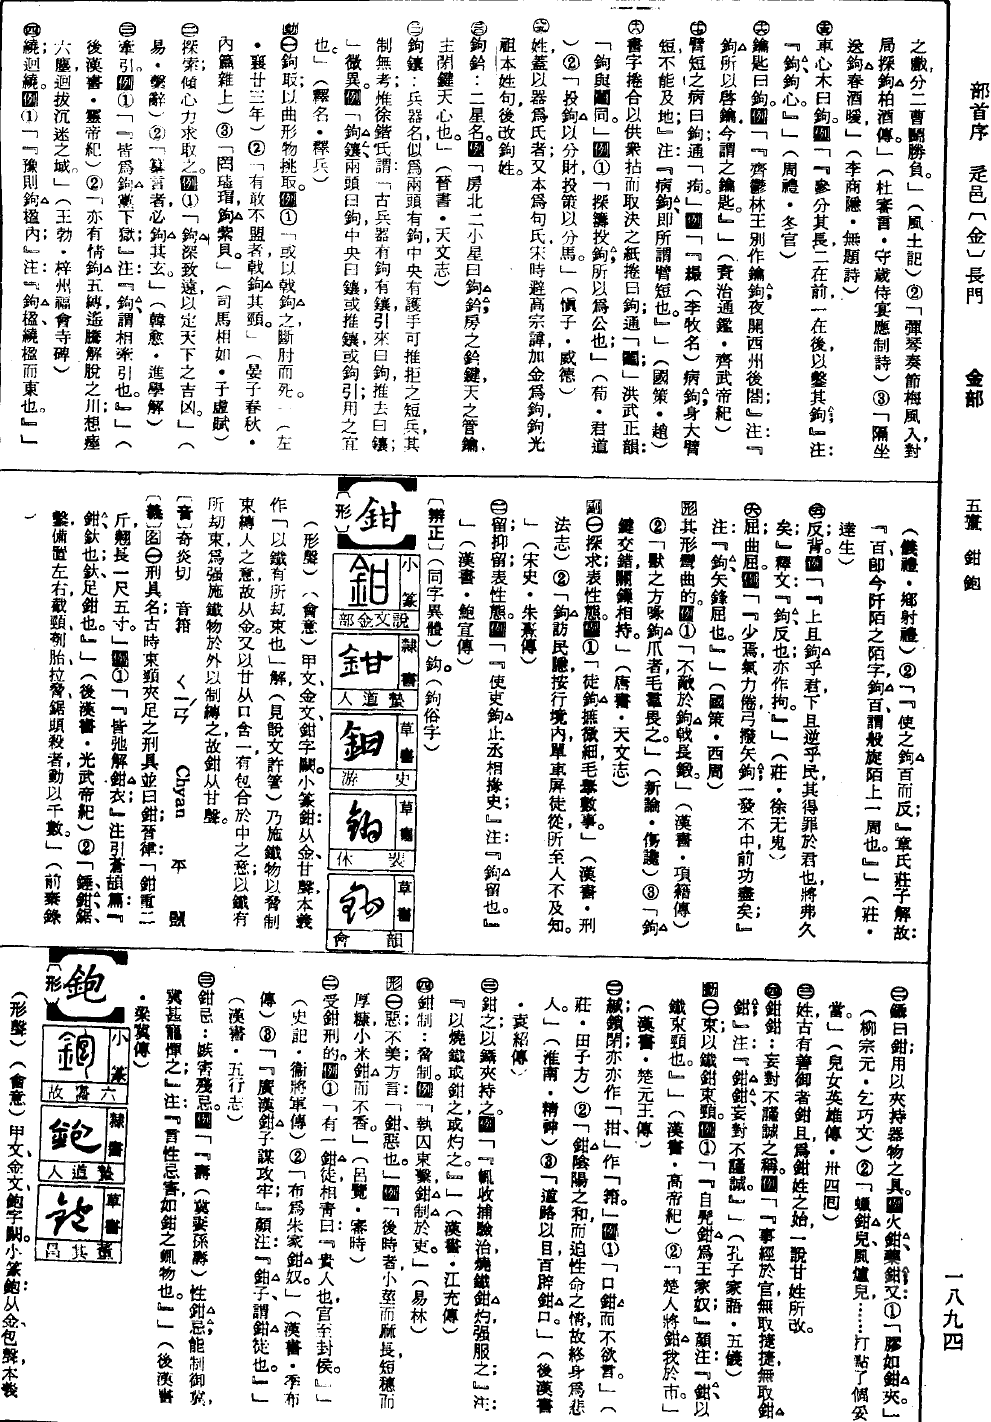 部首序 辵邑〔金〕長門 金部 五畫 鉗鉋 一八九四
之戲分二曹以鬬勝負。」(風土記)②「彈琴奏節梅風入對
局探鉤柏酒傳。」(杜審言・守歲侍宴應制詩)③「隔坐
送鉤春酒暖」(李商隱・無題詩)
車心木曰鉤。例「『參分其長二在前一在後以鑿其鉤』注:
『鉤鉤心。』」(周禮・冬官)
鑰匙曰鉤。例「『齊鬱林王別作鑰鉤夜開西州後閤』注:『
鉤所以啓鑰今謂之鑰匙。』」(資治通鑑・齊武帝紀)
臂短之病曰鉤通「痀」。例「『繓(李牧名)病鉤身大臂
短不能及地』注:『病鉤卽所謂臂短也。』」(國策・趙)
書字捲合以供衆拈而取決之紙捲曰鉤通「鬮」;洪武正韻:
「鉤與鬮同。」例①「探籌投鉤所以爲公也」(荀・君道
)②「投鉤以分財投策以分馬。」(愼子・威德)
姓蓋以器爲氏者又本爲句氏宋時避高宗諱加金爲鉤鉤光
祖本姓句後改鉤姓。
鉤鈐:二星名。例「房北二小星曰鉤鈐房之鈐鍵天之管鑰,
主閉鍵天心也。」(晉書・天文志)
鉤鑲:兵器名似爲兩頭有鉤中央有護手可推拒之短兵其
制無考惟徐鍇氏謂:「古兵器有鉤有鑲引來曰鉤推去曰鑲
」微異。例「鉤鑲兩頭曰鉤中央曰鑲或推鑲或鉤引用之宜
也。」(釋名・釋兵)
動㊀鉤取:以曲形物挑取。例①「或以戟鉤之斷肘而死。」(左
・襄廿三年)②「有敢不盟者戟鉤其頸。」(晏子春秋・
內篇雜上)③「罔瑇瑁鉤紫貝。」(司馬相如・子虛賦)
㊁探索:傾心力求取之。例①「鉤深致遠以定天下之吉凶。」(
易・繫辭)②「纂言者必鉤其玄。」(韓愈・進學解)
㊂牽引。例①「『皆爲鉤黨下獄。』注:『鉤謂相牽引也。』」(
後漢書・靈帝紀)②「亦有情鉤五縛遙騰解脫之川想瘞
六塵迥拔沉迷之域。」(王勃・梓州福會寺碑)
㊃繞迴繞。例①「『豫則鉤楹內。』注:『鉤楹繞楹而東也。』」
(儀禮・鄉射禮)②「『使之鉤百而反』章氏莊子解故:
『百卽今阡陌之陌字鉤百謂般旋陌上一周也。』」(莊・
達生)
㊄反背。例「『上且鉤乎君下且逆乎民其得罪於君也將弗久
矣』釋文:『鉤反也亦作拘。』」(莊・徐无鬼)
㊅屈曲屈。例「『少焉氣力倦弓撥矢鉤一發不中前功盡矣』
注:『鉤矢鋒屈也。』」(國策・西周)
形其形彎曲的。例①「不敵於鉤戟長鎩。」(漢書・項籍傳)
②「獸之方喙鉤爪者毛羣畏之。」(新論・傷讒)③「鉤
鍵交錯關鑠相持。」(唐書・天文志)
副㊀探求表性態。例①「徒鉤摭微細毛舉數事」(漢書・刑
法志)②「鉤訪民隱按行境內單車屛徒從所至人不及知。
」(宋史・朱熹傳)
㊁留抑留表性態。例「『使吏鉤止丞相掾史』注:『鉤留也。』
」(漢書・鮑宣傳)
〔辨正〕(同字異體)鈎。(鉤俗字)
【鉗】〔形〕
鉗 小篆 說文金部
鉗 隸書 蟄道人
鉗 草書 史游
鉗 草書 裴休
鉗 草書 韻會
(形聲)(會意)甲文、金文鉗字闕。小篆鉗从金、甘聲本義
作「以鐵有所劫束也」解(見說文許箸)乃施鐵物以脅制
束縛人之意故从金。又以甘从口含一有包合於中之意;以鐵有
所劫束爲强施鐵物於外以制縛之故鉗从甘聲。
〔音〕奇炎切 音箝 ㄑㄧㄢˊ Chyan 平 鹽
〔義〕名㊀刑具名古時束頸夾足之刑具並曰鉗晉律「鉗重二
斤翹長一尺五寸。」例①「『皆弛解鉗衣』注引蒼頡篇:『
鉗釱也釱足鉗也。』」(後漢書・光武帝紀)②「錘鉗鋸
鑿備置左右截頸刳胎拉脅鋸頭殺者動以千數。」(前秦錄
)
㊁鑷曰鉗;用以夾持器物之具。例火鉗藥鉗又①「膠如鉗夾。」
(柳宗元・乞巧文)②「蠟鉗兒風爐兒……打點了個妥
當。」(兒女英雄傳・卅四囘)
㊂姓古有善御者鉗且爲鉗姓之始一說甘姓所改。
㊃鉗鉗:妄對不謹誠之稱。例「『事經於官無取捷捷無取鉗
鉗』注:『鉗鉗妄對不謹誠。』」(孔子家語・五儀)
動㊀束以鐵鉗束頸。例①「『自髠鉗爲王家奴』顏注:『鉗以
鐵束頸也。』」(漢書・高帝紀)②「楚人將鉗我於市。」
(漢書・楚元王傳)
㊁緘鎖閉亦亦作「拑」作「箝」。例①「口鉗而不欲言。」(
莊・田子方)②「鉗陰陽之和而迫性命之情故終身爲悲
人。」(淮南・精神)③「道路以目百辟鉗口。」(後漢書
・袁紹傳)
㊂鉗之以鑷夾持之。例「『輒收捕驗治燒鐵鉗灼强服之』注:
『以燒鐵或鉗之或灼之。』」(漢書・江充傳)
㊃鉗制:脅制。例「執囚束繫鉗制於吏。」(易林)
形㊀惡不美方言:「鉗惡也。」例「後時者小莖而麻長短穗而
厚糠小米鉗而不香。」(呂覽・審時)
㊁受鉗刑的。例①「有一鉗徒相靑曰:『貴人也官至封侯。』」
(史記・衞將軍傳)②「布爲朱家鉗奴。」(漢書・季布
傳)③「『廣漢鉗子謀攻牢』顏注:『鉗子謂鉗徒也。』」
(漢書・五行志)
㊂鉗忌:嫉害殘忌。例「『壽(冀妻孫壽)性鉗忌能制御冀,
冀甚寵憚之』注:『言性忌害如鉗之鑷物也。』」(後漢書
・梁冀傳)
【鉋】〔形〕
鉋 小篆 六書故
鉋 隸書 蟄道人
鉋 草書 董其昌
(形聲)(會意)甲文、金文鉋字闕。小篆鉋从金包聲本義